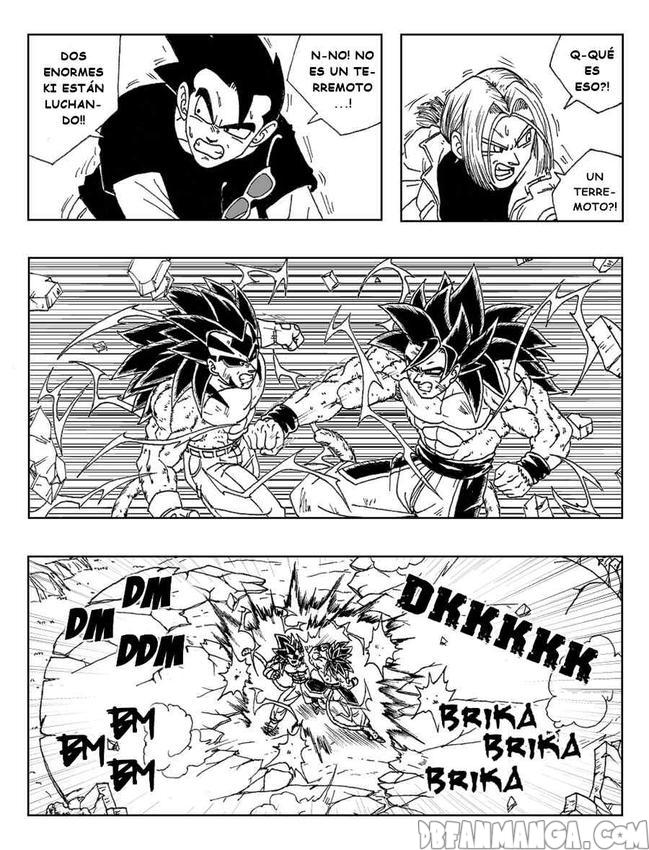 Q-QUÉ
ES
ESO?!
UN
TERRE-
MOTO?!
N-NO! NO
ES UN TE-
RREMOTO
...!
DOS
ENORMES
KI ESTÁN
LUCHAN-
DO!!
DKKKKKK
DM
DM
DDM
BRIKA
BRIKA
BRIKA
BM
BM
BM
DBFANMANGA.COM